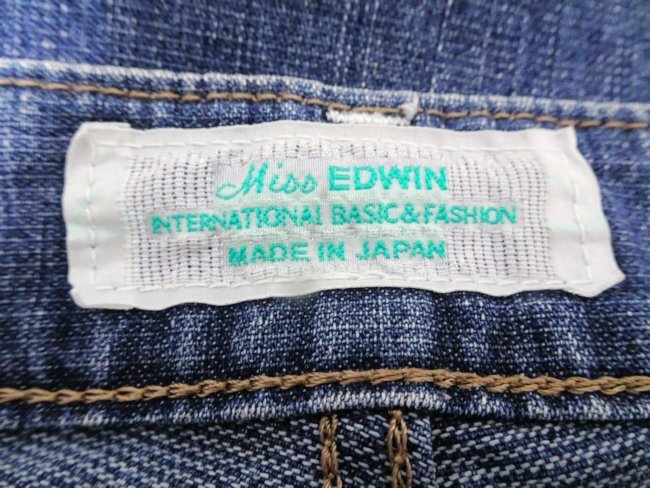 Miss EDWIN
INTERNATIONAL BASIC&FASHION
MADE IN JAPAN